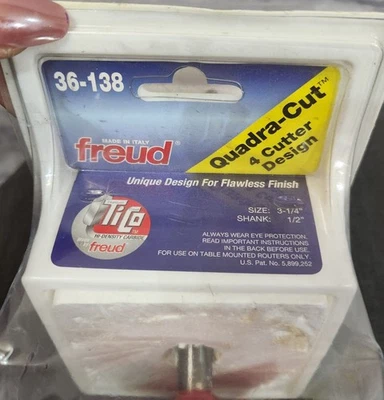 36-138
MADE IN ITALY
freud®
Quadra-Cut™
4 Cutter
Design
Unique Design For Flawless Finish
TiCo
HI-DENSITY CARBIDE
freud
SIZE: 3-1/4"
SHANK: 1/2"
ALWAYS WEAR EYE PROTECTION.
READ IMPORTANT INSTRUCTIONS
IN THE BACK BEFORE USE.
FOR USE ON TABLE MOUNTED ROUTERS ONLY.
U.S. Pat. No. 5,899,252